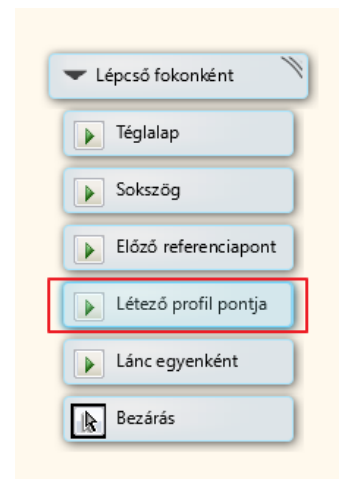 Lépcső fokonként
Téglalap
Sokszög
Előző referenciapont
Létező profil pontja
Lánc egyenként
Bezárás